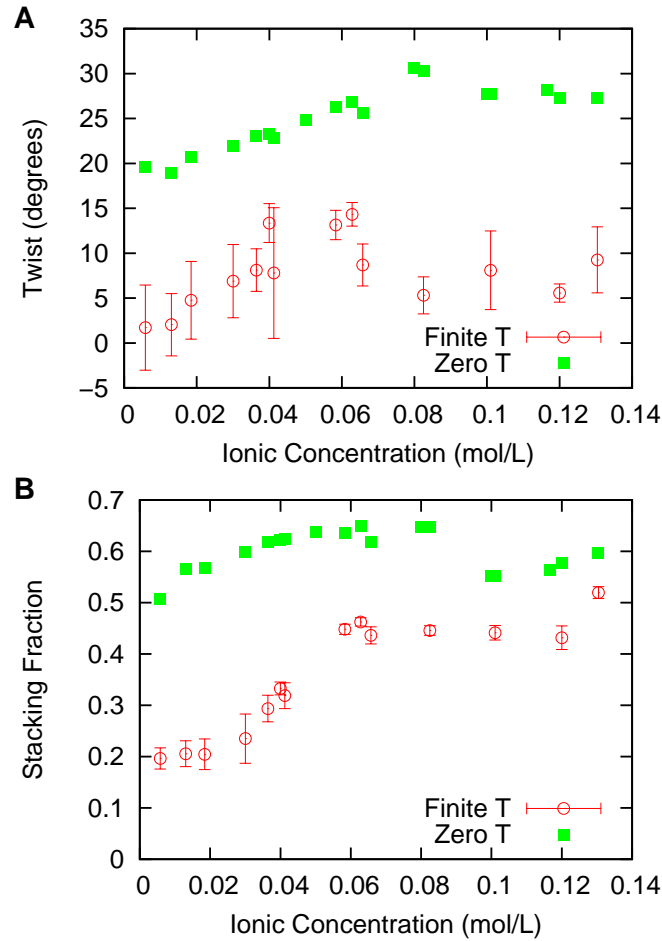 A
35
30
25
20
15
10
5
0
−5
Twist (degrees)
Finite T
Zero T
0 0.02 0.04 0.06 0.08 0.1 0.12 0.14
Ionic Concentration (mol/L)
B
0.7
0.6
0.5
0.4
0.3
0.2
0.1
0
Stacking Fraction
Finite T
Zero T
0 0.02 0.04 0.06 0.08 0.1 0.12 0.14
Ionic Concentration (mol/L)